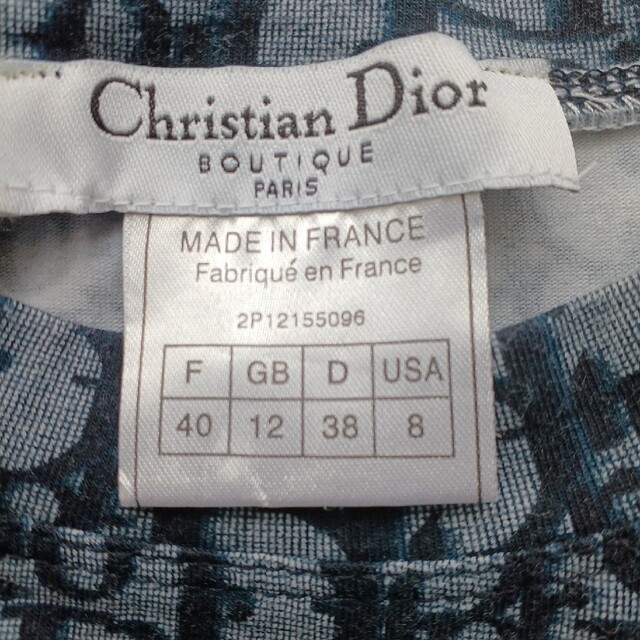 Christian Dior
BOUTIQUE
PARIS
MADE IN FRANCE
Fabriqué en France
2P12155096
F GB D USA
40 12 38 8